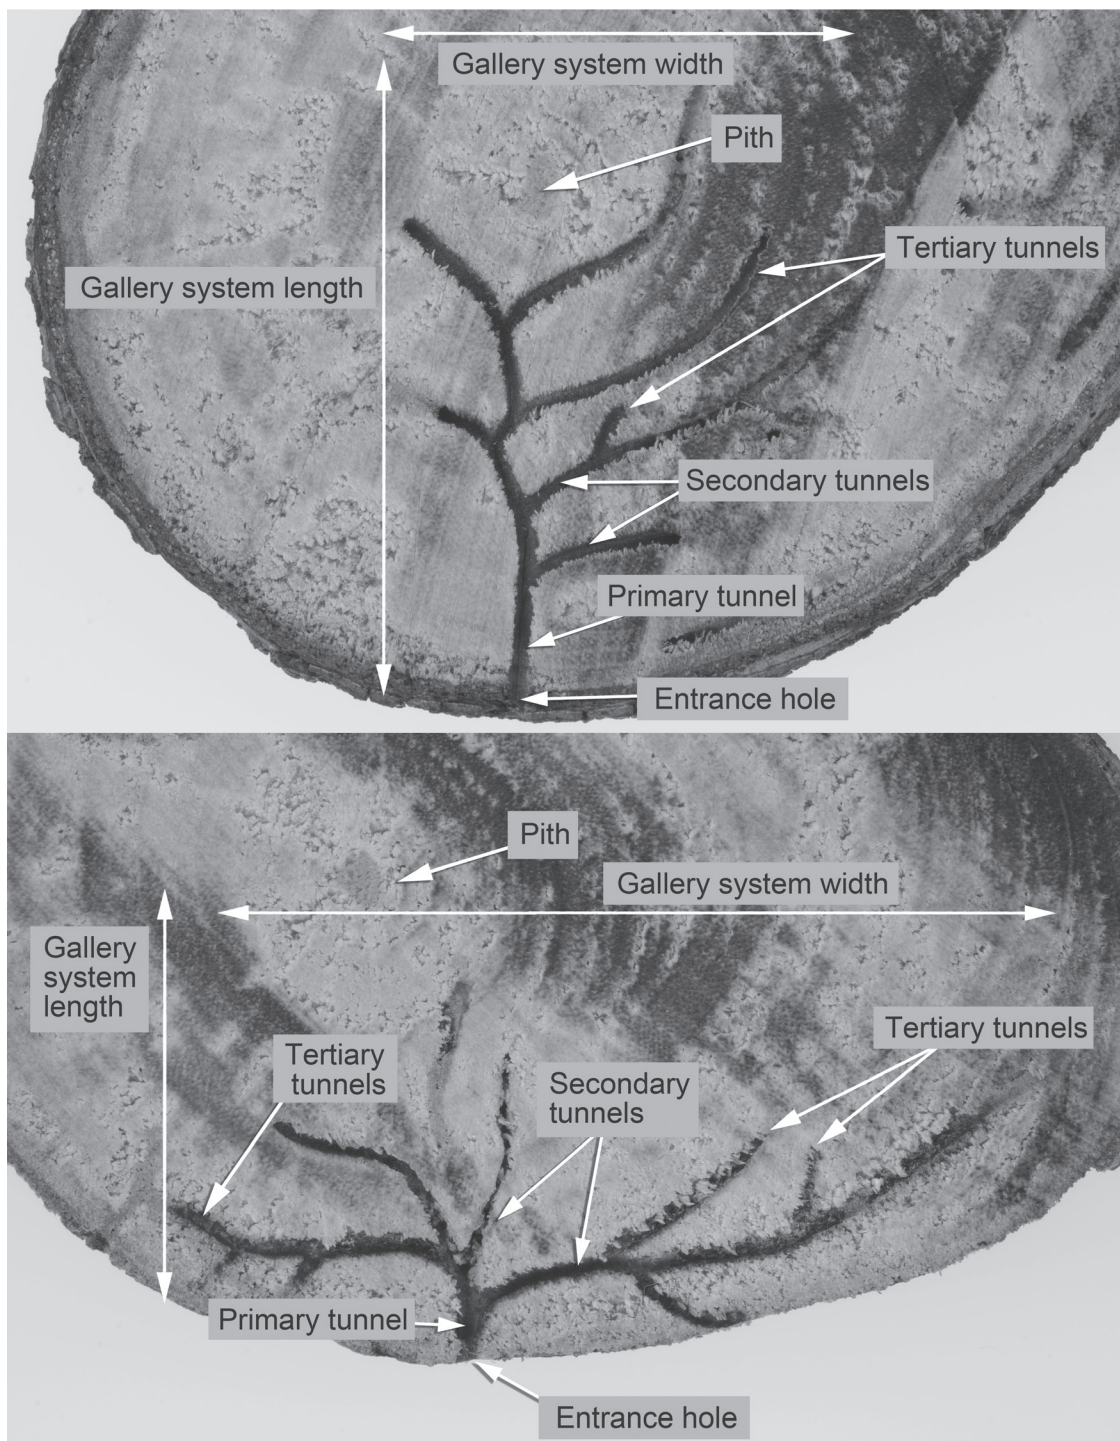 Gallery system width
Pith
Tertiary tunnels
Gallery system length
Secondary tunnels
Primary tunnel
Entrance hole
Pith
Gallery system width
Gallery
system
length
Tertiary tunnels
Tertiary
tunnels
Secondary
tunnels
Primary tunnel
Entrance hole